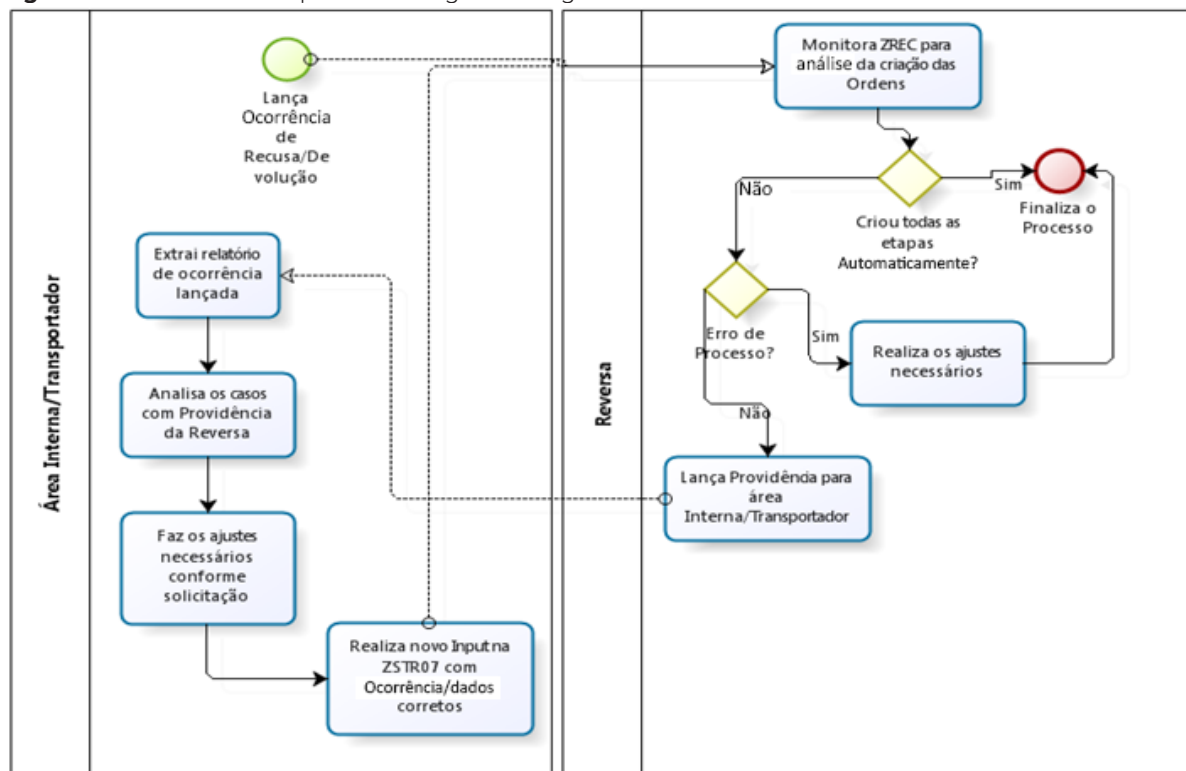 Área Interna/Transportador
Lança
Ocorrência
de
Recusa/De
volução
Extrai relatório
de ocorrência
lançada
Analisa os casos
com Providência
da Reversa
Faz os ajustes
necessários
conforme
solicitação
Realiza novo Input na
ZSTR07 com
Ocorrência/dados
corretos
Reversa
Monitora ZREC para
análise da criação das
Ordens
Criou todas as
etapas
Automaticamente?
Sim
Finaliza o
Processo
Não
Erro de
Processo?
Sim
Realiza os ajustes
necessários
Não
Lança Providência para
área
Interna/Transportador